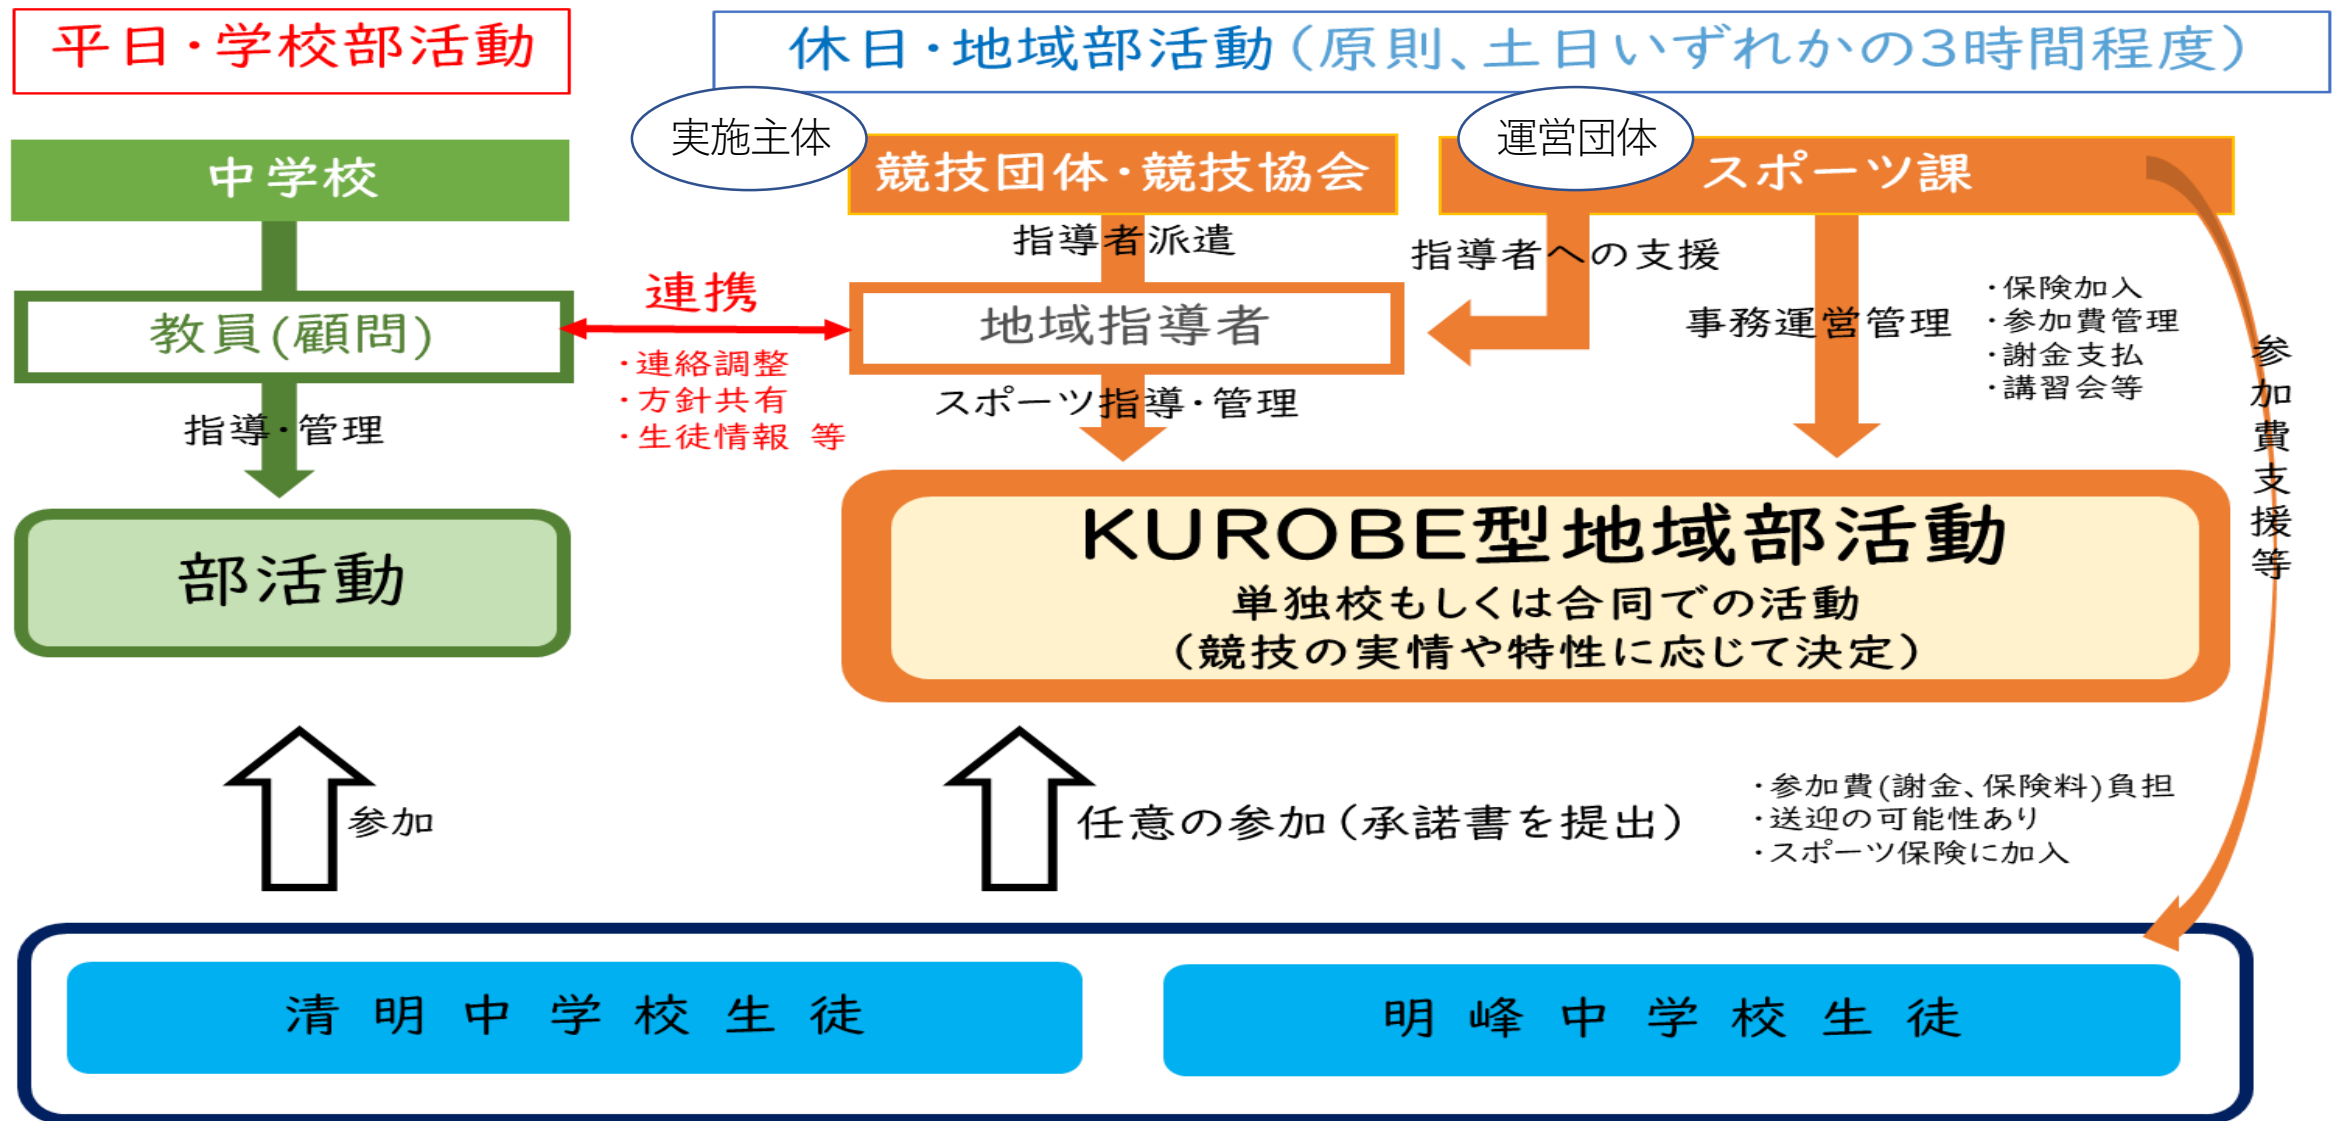 平日・学校部活動
休日・地域部活動（原則、土日いずれかの3時間程度）
実施主体
運営団体
中学校
競技団体・競技協会
スポーツ課
指導者派遣
指導者への支援
教員(顧問)
連携
・連絡調整
・方針共有
・生徒情報 等
地域指導者
事務運営管理
・保険加入
・参加費管理
・謝金支払
・講習会等
参加費支援等
指導・管理
スポーツ指導・管理
部活動
KUROBE型地域部活動
単独校もしくは合同での活動
（競技の実情や特性に応じて決定）
参加
任意の参加（承諾書を提出）
・参加費(謝金、保険料)負担
・送迎の可能性あり
・スポーツ保険に加入
清明中学校生徒
明峰中学校生徒